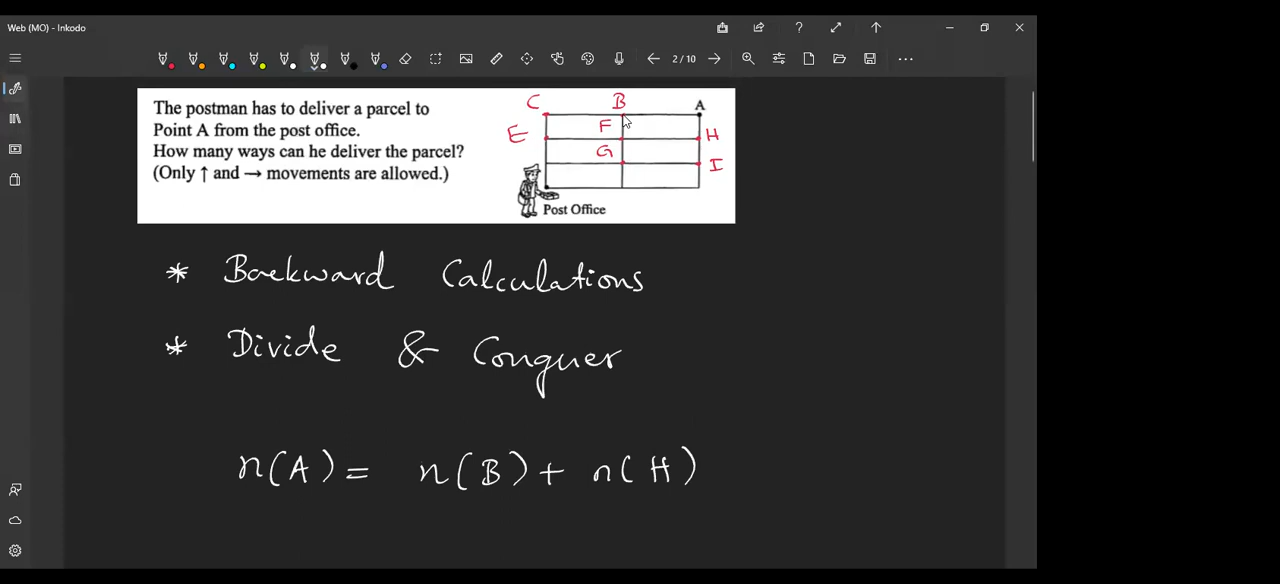 Web (MO) - Inkodo
2 / 10
The postman has to deliver a parcel to
Point A from the post office.
How many ways can he deliver the parcel?
(Only ↑ and → movements are allowed.)
C B A
E F H
G I
Post Office
* Backward Calculations
* Divide & Conquer
n(A) = n(B) + n(H)